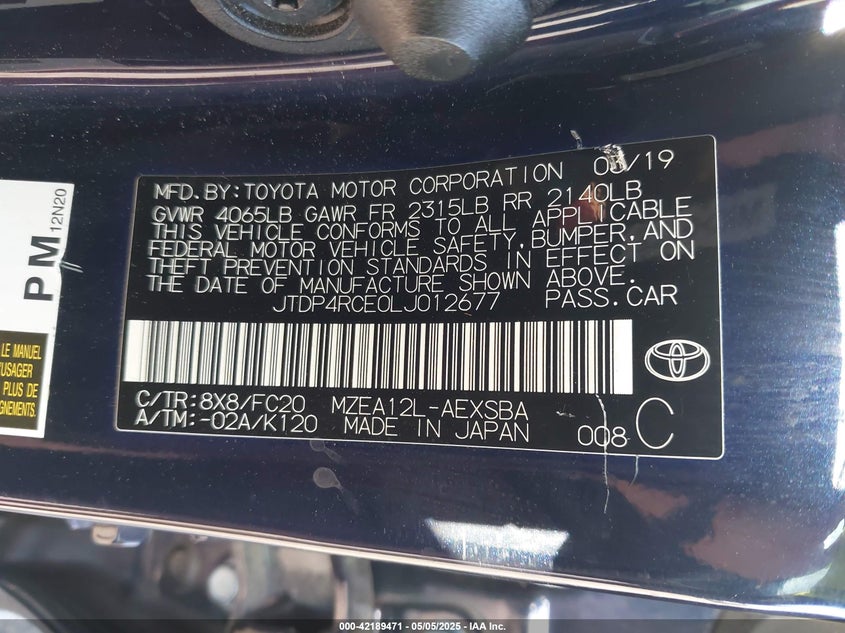 MFD.BY:TOYOTA MOTOR CORPORATION /19
GVWR 4065LB GAWR FR 2315LB RR 2140LB
THIS VEHICLE CONFORMS TO ALL APPLICABLE
FEDERAL MOTOR VEHICLE SAFETY,BUMPER,AND
THEFT PREVENTION STANDARDS IN EFFECT ON
THE DATE OF MANUFACTURE SHOWN ABOVE.
JTDP4RCE0LJ012677 PASS.CAR
C/TR:8X8/FC20 MZEA12L-AEXSBA
A/TM:-02A/K120 MADE IN JAPAN 008 C
PM 12N20
LE MANUEL
USAGER
PLUS DE
GNEMENTS.
000-42189471 - 05/05/2025 - IAA Inc.